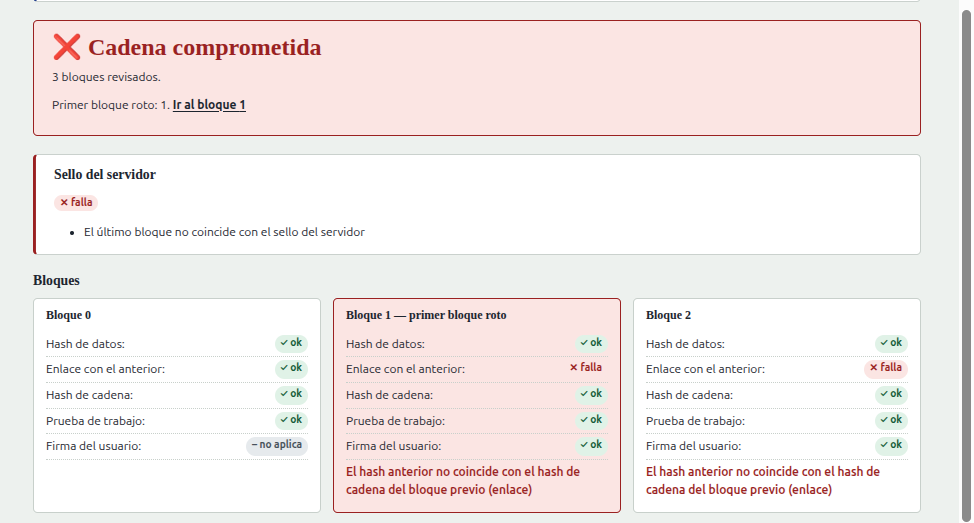 ❌ Cadena comprometida
3 bloques revisados.
Primer bloque roto: 1. Ir al bloque 1
Sello del servidor
✕ falla
• El último bloque no coincide con el sello del servidor
Bloques
Bloque 0
Hash de datos: ✓ ok
Enlace con el anterior: ✓ ok
Hash de cadena: ✓ ok
Prueba de trabajo: ✓ ok
Firma del usuario: – no aplica
Bloque 1 — primer bloque roto
Hash de datos: ✓ ok
Enlace con el anterior: ✕ falla
Hash de cadena: ✓ ok
Prueba de trabajo: ✓ ok
Firma del usuario: ✓ ok
El hash anterior no coincide con el hash de
cadena del bloque previo (enlace)
Bloque 2
Hash de datos: ✓ ok
Enlace con el anterior: ✕ falla
Hash de cadena: ✓ ok
Prueba de trabajo: ✓ ok
Firma del usuario: ✓ ok
El hash anterior no coincide con el hash de
cadena del bloque previo (enlace)